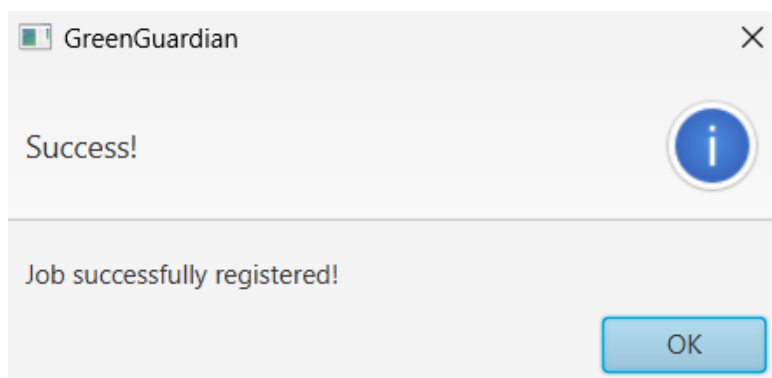 GreenGuardian
Success!
i
Job successfully registered!
OK